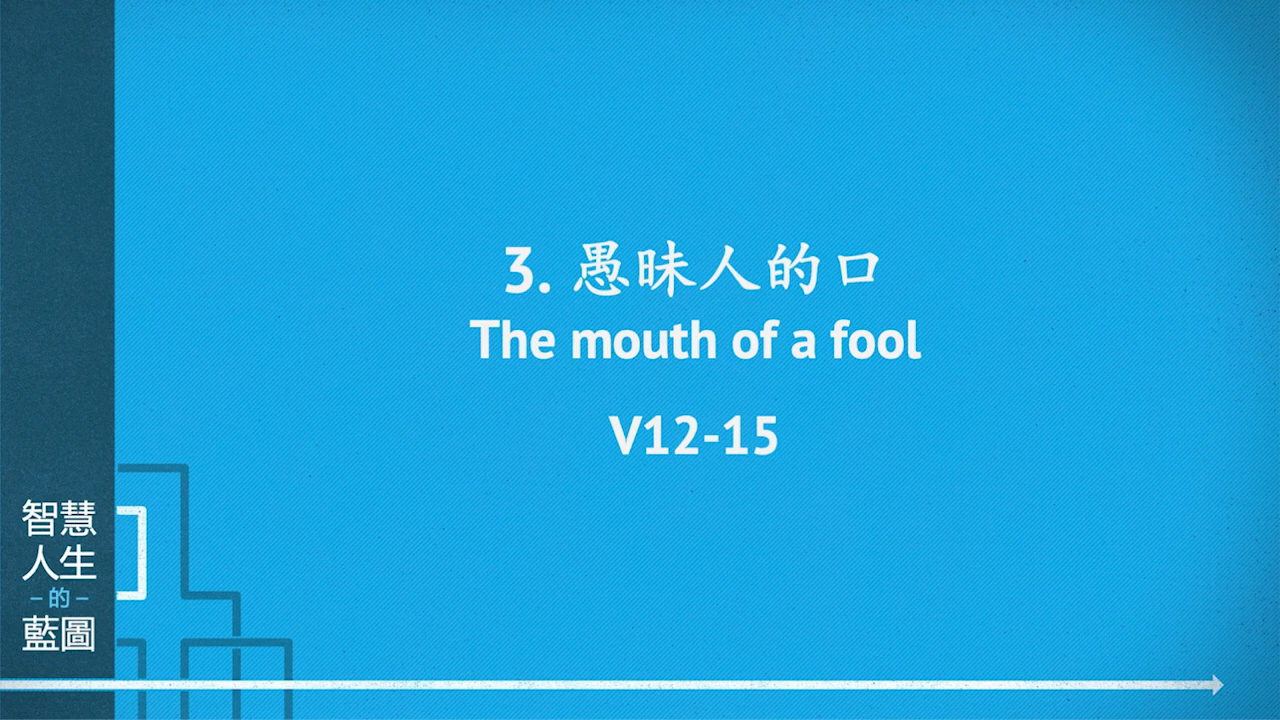 3. 愚昧人的口
The mouth of a fool
V12-15
智慧
人生
– 的 –
藍圖